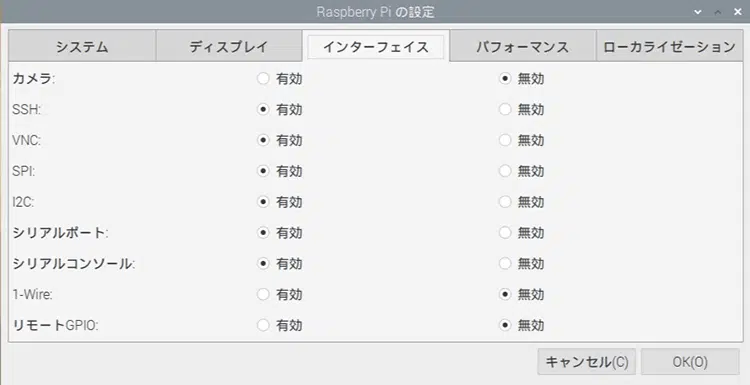 Raspberry Pi の設定
システム ディスプレイ インターフェイス パフォーマンス ローカライゼーション
カメラ: 有効 無効
SSH: 有効 無効
VNC: 有効 無効
SPI: 有効 無効
I2C: 有効 無効
シリアルポート: 有効 無効
シリアルコンソール: 有効 無効
1-Wire: 有効 無効
リモートGPIO: 有効 無効
キャンセル(C) OK(O)